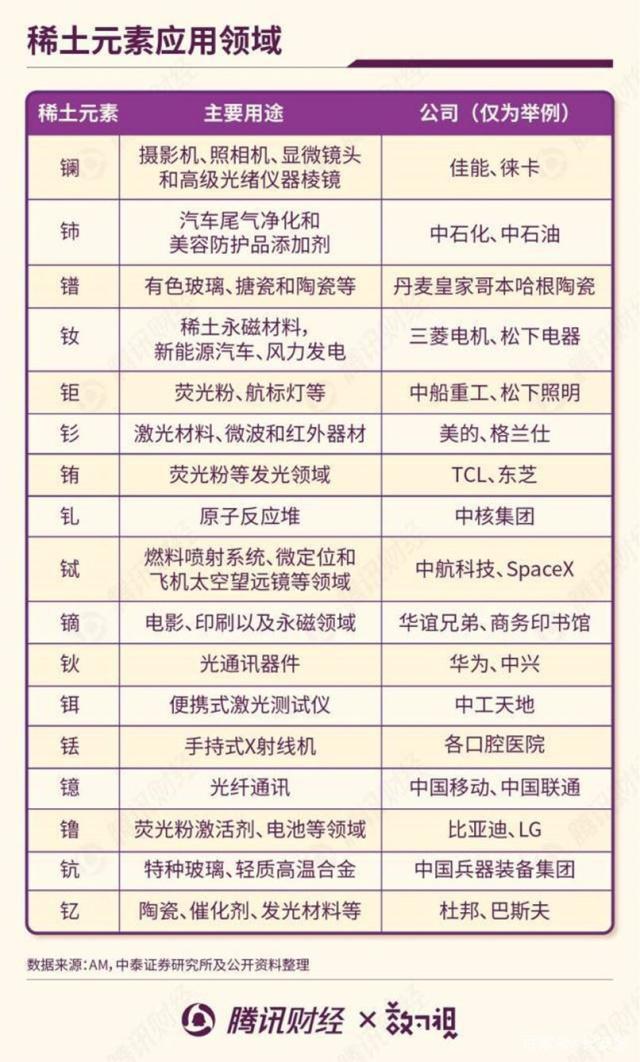 稀土元素应用领域
稀土元素 主要用途 公司（仅为举例）
镧 摄影机、照相机、显微镜头 佳能、徕卡
和高级光绪仪器棱镜
铈 汽车尾气净化和 中石化、中石油
美容防护品添加剂
镨 有色玻璃、搪瓷和陶瓷等 丹麦皇家哥本哈根陶瓷
钕 稀土永磁材料， 三菱电机、松下电器
新能源汽车、风力发电
钷 荧光粉、航标灯等 中船重工、松下照明
钐 激光材料、微波和红外器材 美的、格兰仕
铕 荧光粉等发光领域 TCL、东芝
钆 原子反应堆 中核集团
铽 燃料喷射系统、微定位和 中航科技、SpaceX
飞机太空望远镜等领域
镝 电影、印刷以及永磁领域 华谊兄弟、商务印书馆
钬 光通讯器件 华为、中兴
铒 便携式激光测试仪 中工天地
铥 手持式X射线机 各口腔医院
镱 光纤通讯 中国移动、中国联通
镥 荧光粉激活剂、电池等领域 比亚迪、LG
钪 特种玻璃、轻质高温合金 中国兵器装备集团
钇 陶瓷、催化剂、发光材料等 杜邦、巴斯夫
数据来源：AM，中泰证券研究所及公开资料整理
腾讯财经 × 数可视
腾讯财经